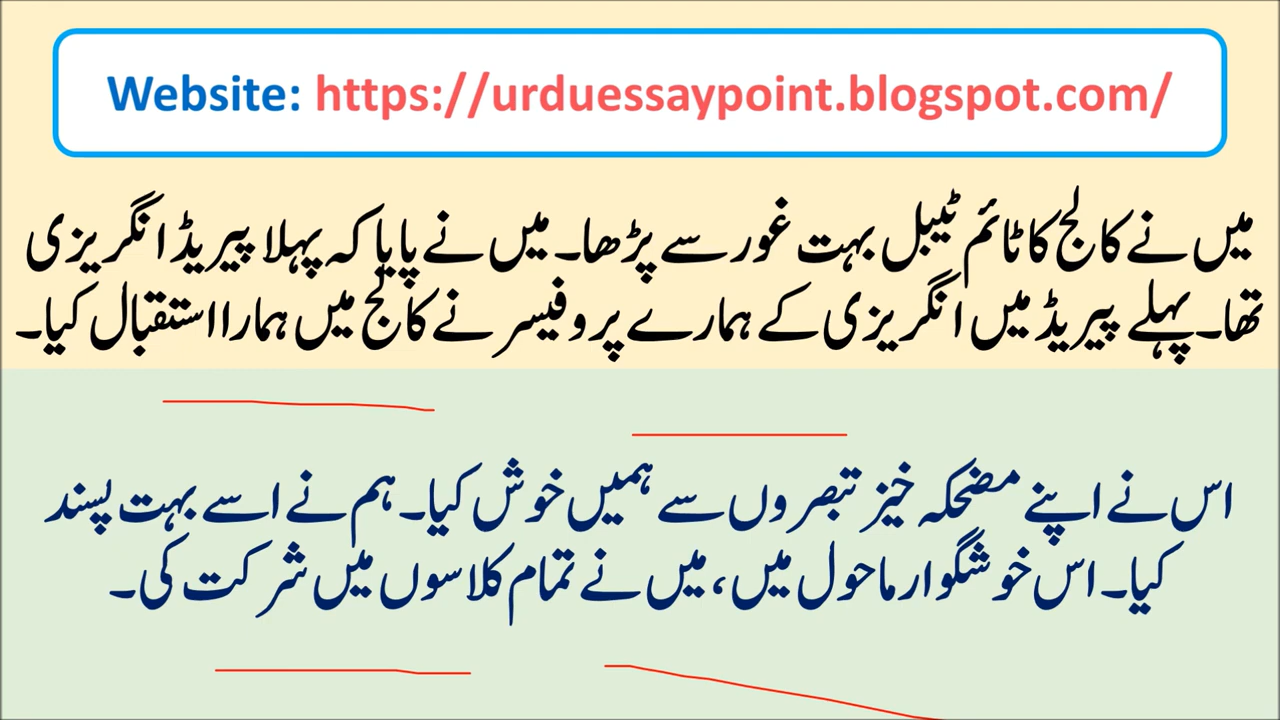 Website: https://urduessaypoint.blogspot.com/
میں نے کالج کا ٹائم ٹیبل بہت غور سے پڑھا۔ میں نے پایا کہ پہلا پیریڈ انگریزی
تھا۔ پہلے پیریڈ میں انگریزی کے ہمارے پروفیسر نے کالج میں ہمارا استقبال کیا۔
اس نے اپنے مضحکہ خیز تبصروں سے ہمیں خوش کیا۔ ہم نے اسے بہت پسند
کیا۔ اس خوشگوار ماحول میں، میں نے تمام کلاسوں میں شرکت کی۔